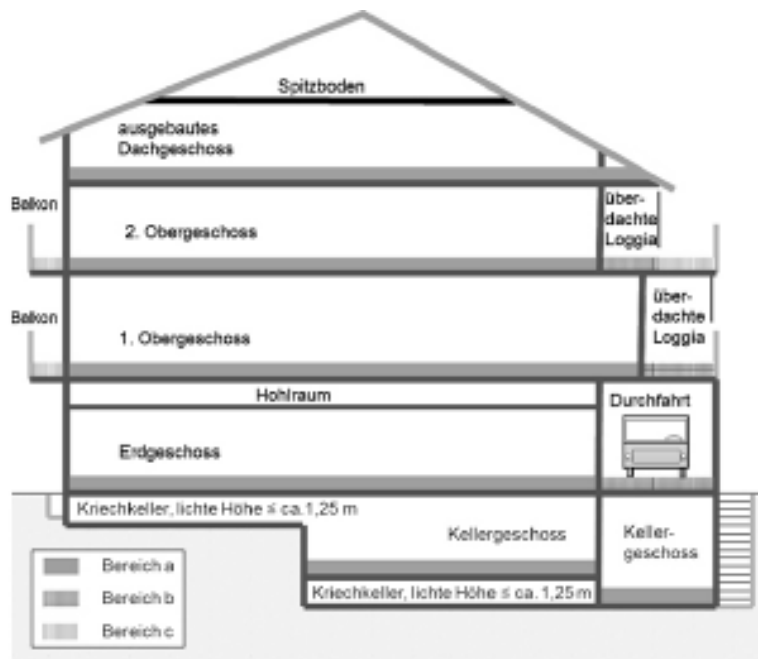 Spitzboden
ausgebautes
Dachgeschoss
Balkon
2. Obergeschoss
über-
dachte
Loggia
Balkon
1. Obergeschoss
über-
dachte
Loggia
Hohlraum
Durchfahrt
Erdgeschoss
Kriechkeller, lichte Höhe ≤ ca. 1,25 m
Kellergeschoss
Keller-
geschoss
Kriechkeller, lichte Höhe ≤ ca. 1,25 m
Bereich a
Bereich b
Bereich c